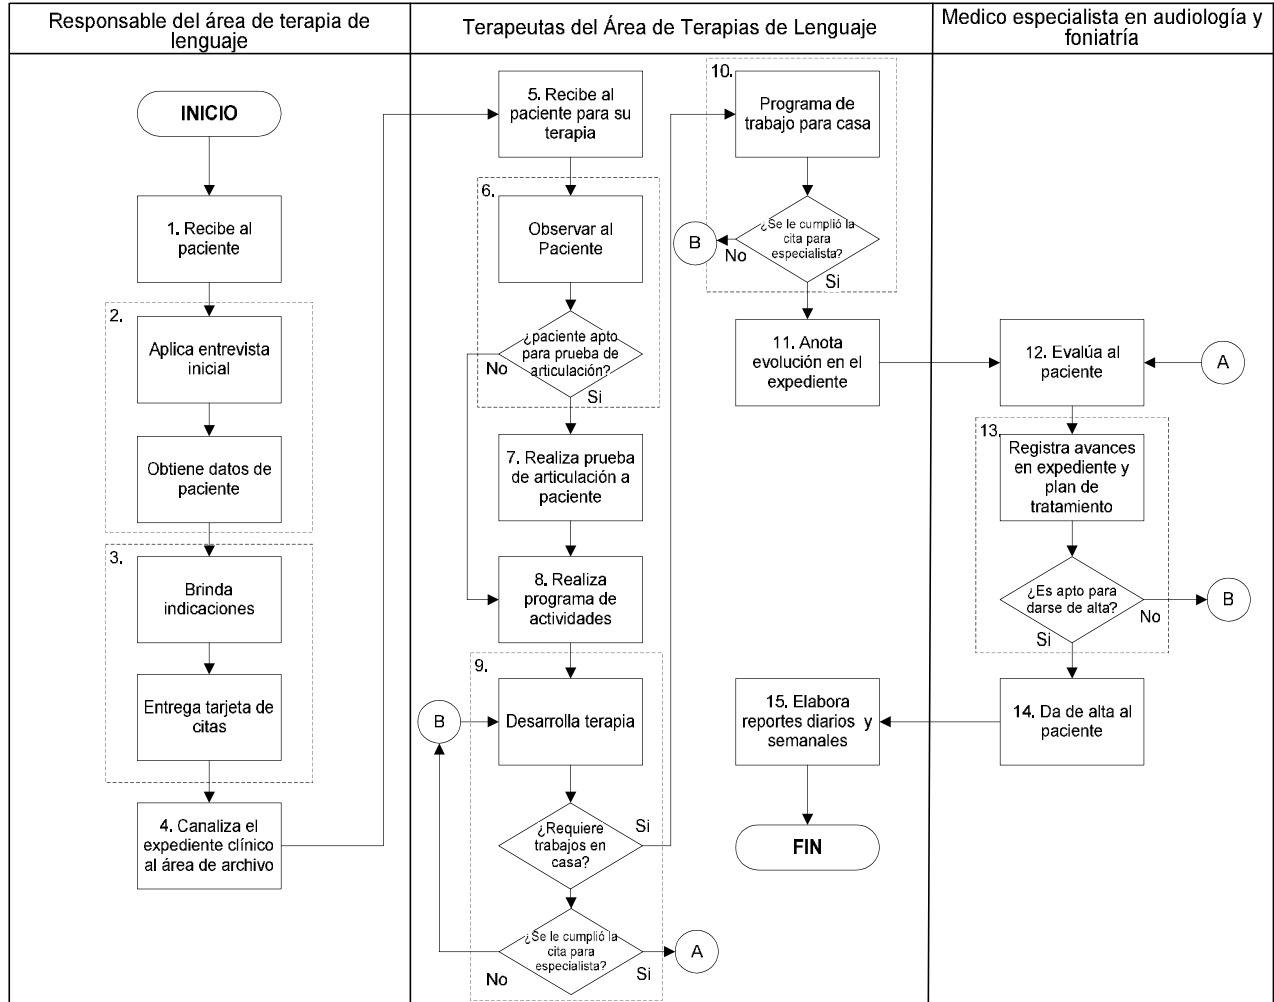 Responsable del área de terapia de
lenguaje
Terapeutas del Área de Terapias de Lenguaje
Medico especialista en audiología y
foniatría
INICIO
1. Recibe al
paciente
2.
Aplica entrevista
inicial
Obtiene datos de
paciente
3.
Brinda
indicaciones
Entrega tarjeta de
citas
4. Canaliza el
expediente clínico
al área de archivo
5. Recibe al
paciente para su
terapia
6.
Observar al
Paciente
¿paciente apto
para prueba de
articulación?
No
Si
7. Realiza prueba
de articulación a
paciente
8. Realiza
programa de
actividades
9.
B
Desarrolla terapia
¿Requiere
trabajos en
casa?
Si
¿Se le cumplió la
cita para
especialista?
No
Si
A
10.
Programa de
trabajo para casa
¿Se le cumplió la
cita para
especialista?
B
No
Si
11. Anota
evolución en el
expediente
12. Evalúa al
paciente
A
13.
Registra avances
en expediente y
plan de
tratamiento
¿Es apto para
darse de alta?
No
B
Si
14. Da de alta al
paciente
15. Elabora
reportes diarios y
semanales
FIN